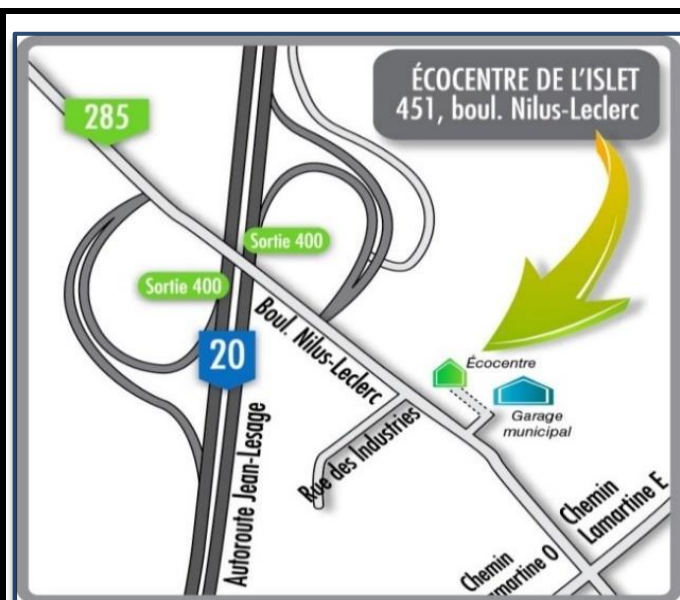 ÉCOCENTRE DE L'ISLET
451, boul. Nilus-Leclerc
285
Sortie 400
Sortie 400
20
Boul. Nilus-Leclerc
Écocentre
Garage
municipal
Rue des Industries
Autoroute Jean-Lesage
Chemin
Lamartine E
Chemin
martine O